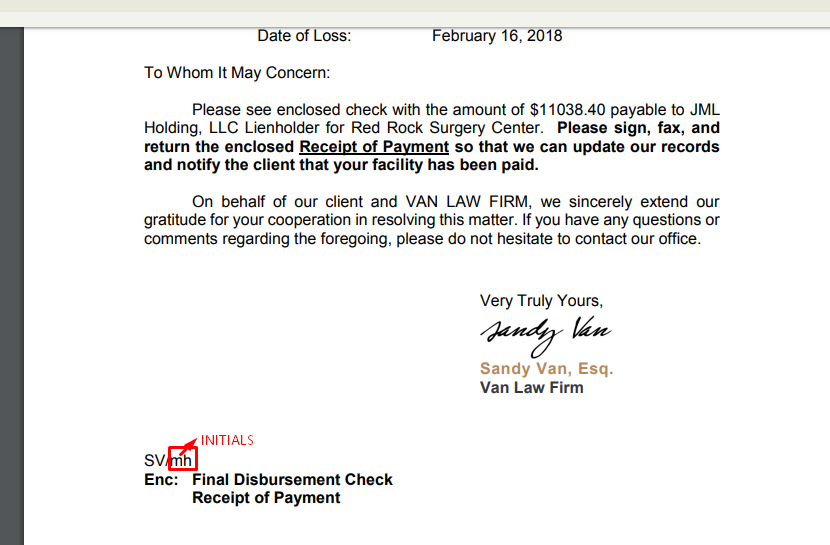 Date of Loss: February 16, 2018
To Whom It May Concern:
Please see enclosed check with the amount of $11038.40 payable to JML
Holding, LLC Lienholder for Red Rock Surgery Center. Please sign, fax, and
return the enclosed Receipt of Payment so that we can update our records
and notify the client that your facility has been paid.
On behalf of our client and VAN LAW FIRM, we sincerely extend our
gratitude for your cooperation in resolving this matter. If you have any questions or
comments regarding the foregoing, please do not hesitate to contact our office.
Very Truly Yours,
Sandy Van
Sandy Van, Esq.
Van Law Firm
INITIALS
SV/mh
Enc: Final Disbursement Check
Receipt of Payment